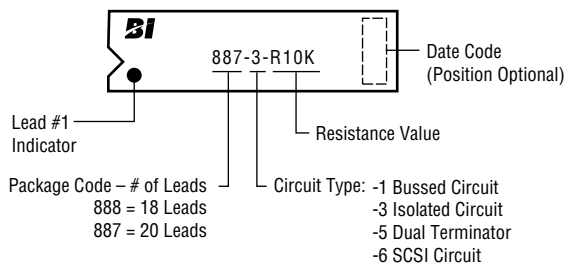 BI
887-3-R10K
Date Code
(Position Optional)
Lead #1
Indicator
Resistance Value
Package Code – # of Leads
888 = 18 Leads
887 = 20 Leads
Circuit Type: -1 Bussed Circuit
-3 Isolated Circuit
-5 Dual Terminator
-6 SCSI Circuit